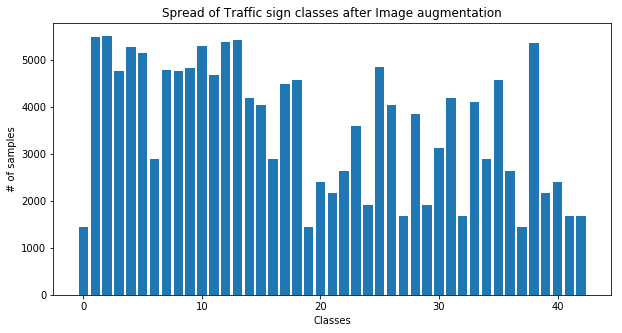 Spread of Traffic sign classes after Image augmentation
5000
4000
3000
2000
1000
0
# of samples
0 10 20 30 40
Classes